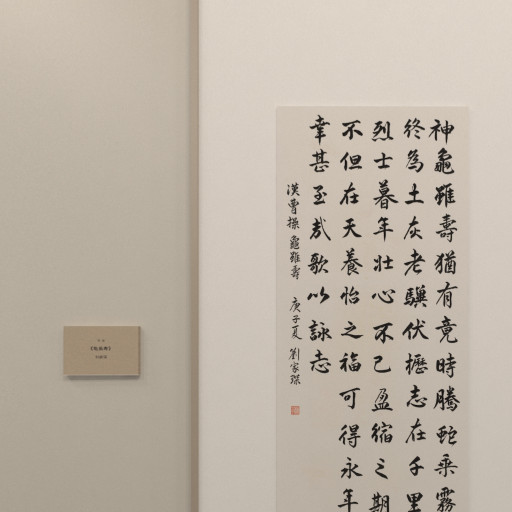 神龜雖壽猶有竟時騰蛇乘霧
終為土灰老驥伏櫪志在千里
烈士暮年壯心不已盈縮之期
不但在天養怡之福可得永年
幸甚至哉歌以詠志
漢曹操龜雖壽 庚子夏 劉家琛